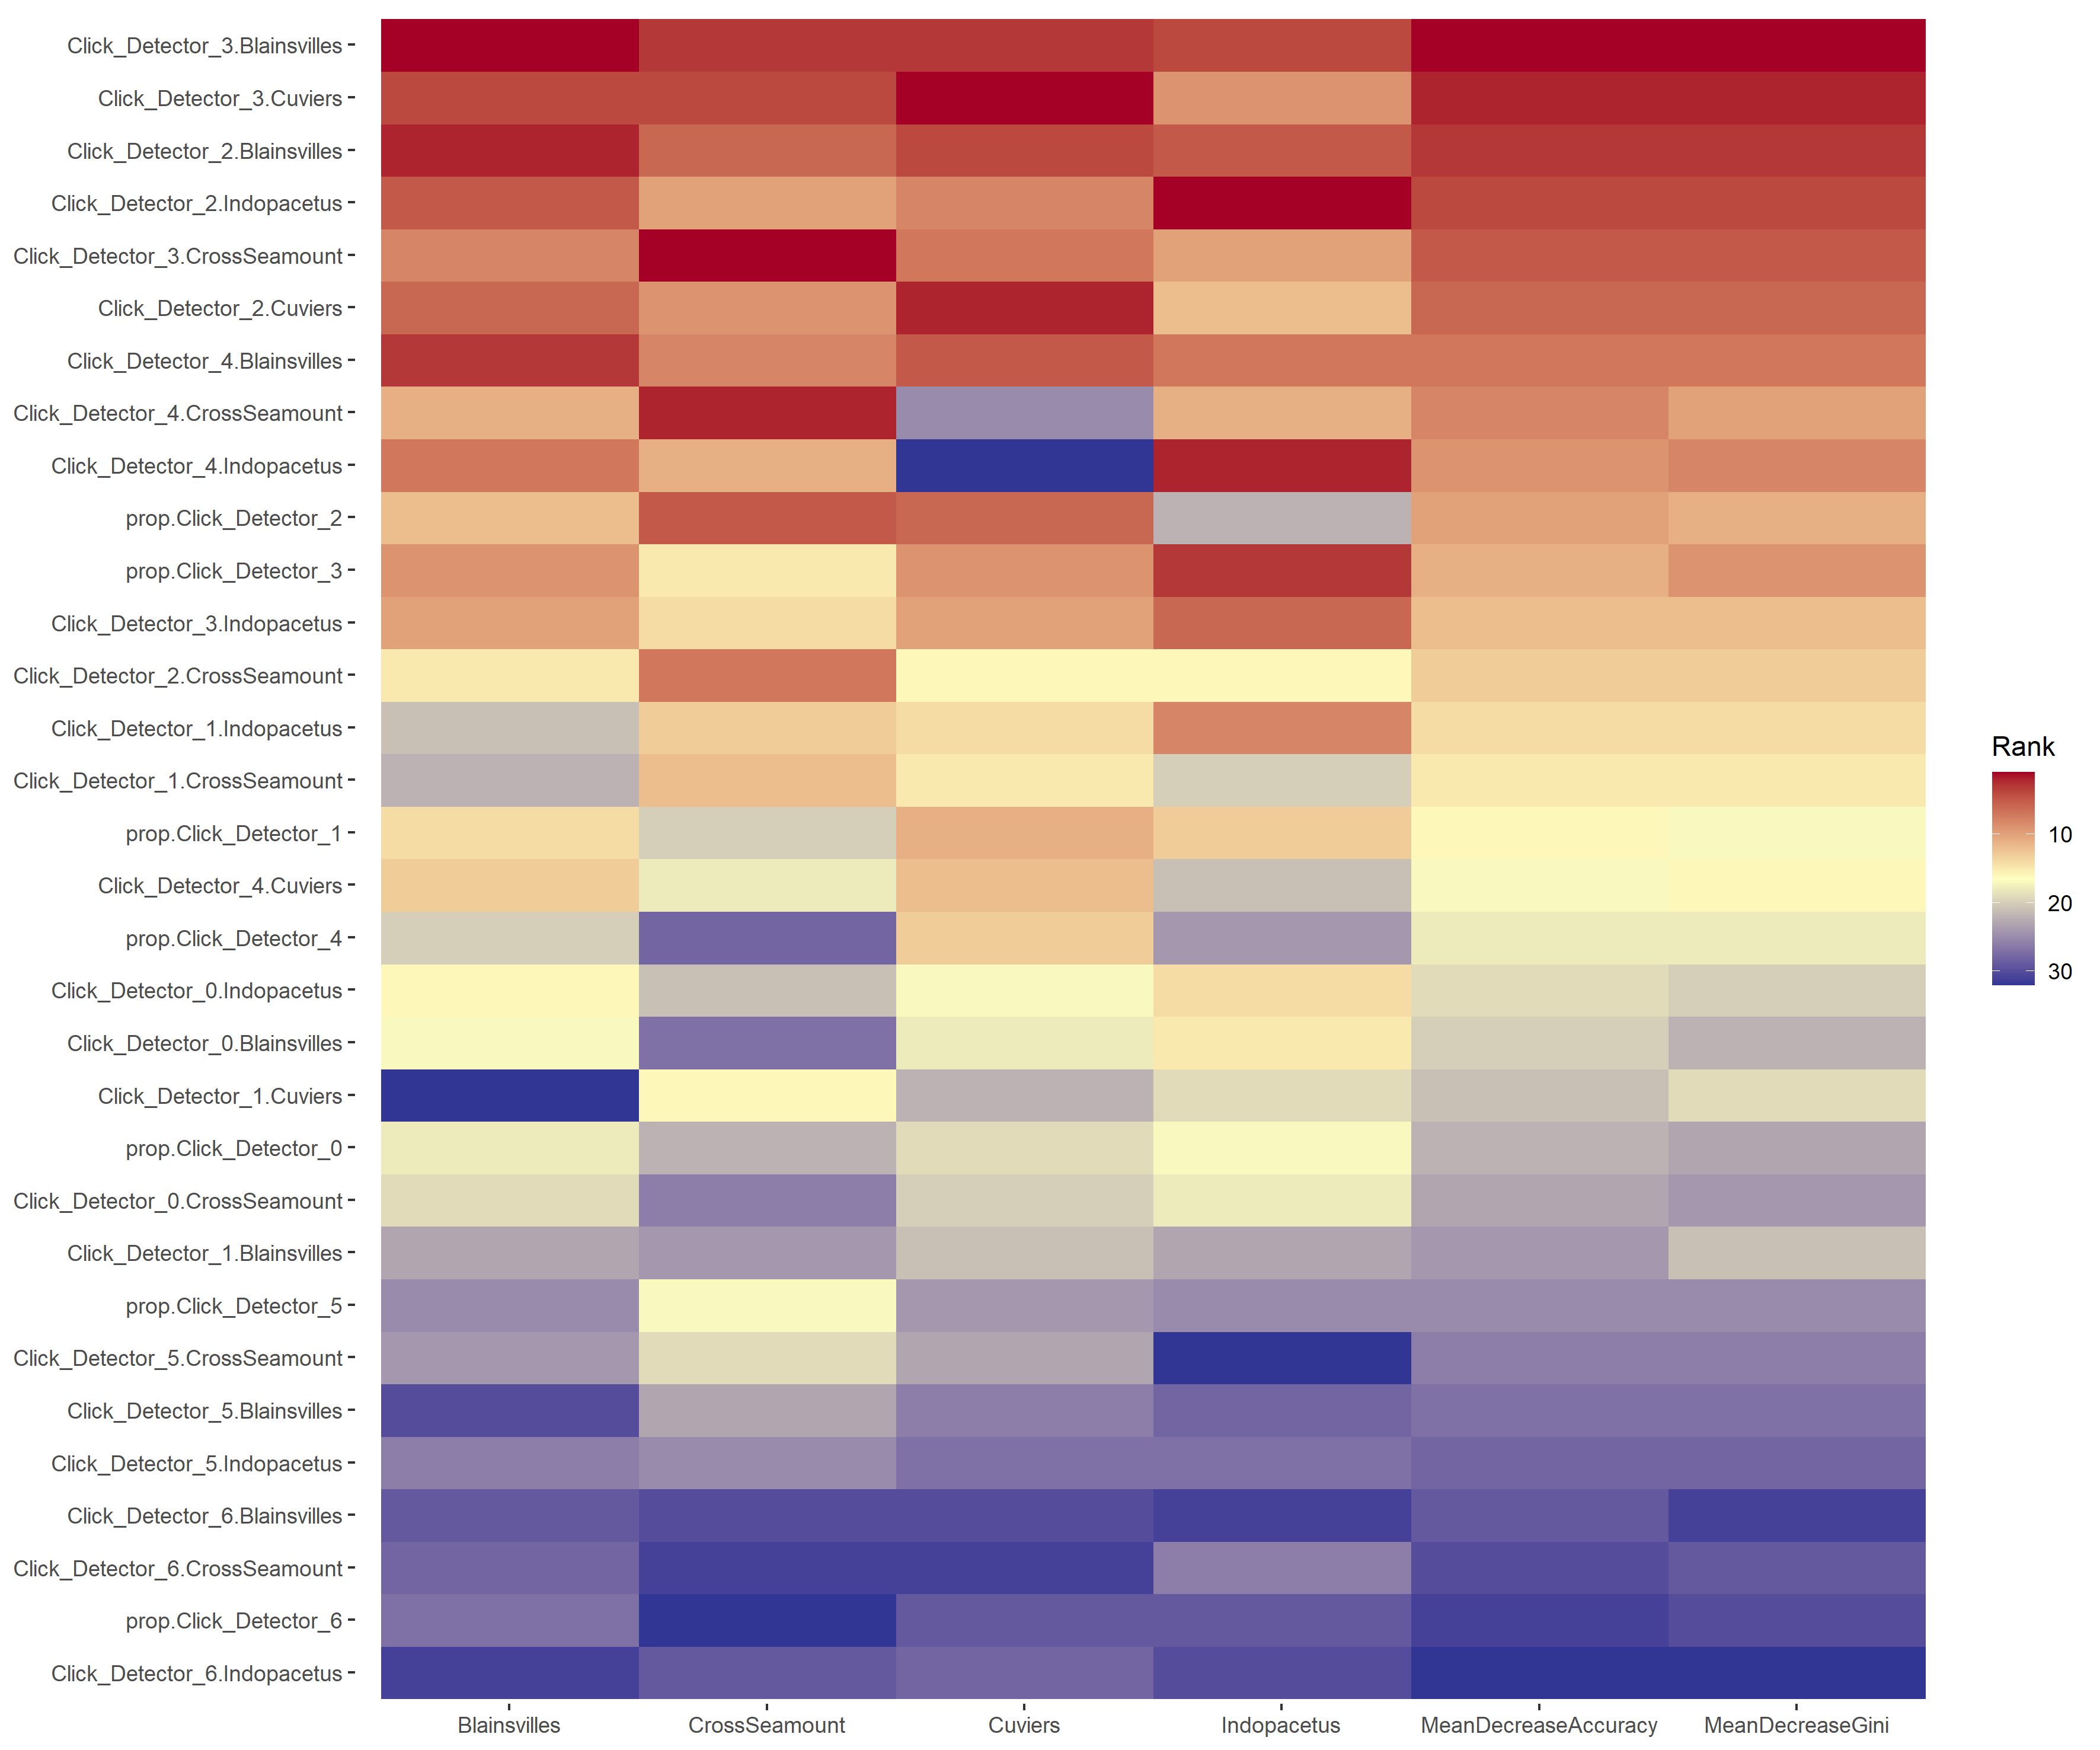 Click_Detector_3.Blainsvilles
Click_Detector_3.Cuviers
Click_Detector_2.Blainsvilles
Click_Detector_2.Indopacetus
Click_Detector_3.CrossSeamount
Click_Detector_2.Cuviers
Click_Detector_4.Blainsvilles
Click_Detector_4.CrossSeamount
Click_Detector_4.Indopacetus
prop.Click_Detector_2
prop.Click_Detector_3
Click_Detector_3.Indopacetus
Click_Detector_2.CrossSeamount
Click_Detector_1.Indopacetus
Click_Detector_1.CrossSeamount
prop.Click_Detector_1
Click_Detector_4.Cuviers
prop.Click_Detector_4
Click_Detector_0.Indopacetus
Click_Detector_0.Blainsvilles
Click_Detector_1.Cuviers
prop.Click_Detector_0
Click_Detector_0.CrossSeamount
Click_Detector_1.Blainsvilles
prop.Click_Detector_5
Click_Detector_5.CrossSeamount
Click_Detector_5.Blainsvilles
Click_Detector_5.Indopacetus
Click_Detector_6.Blainsvilles
Click_Detector_6.CrossSeamount
prop.Click_Detector_6
Click_Detector_6.Indopacetus
Blainsvilles CrossSeamount Cuviers Indopacetus MeanDecreaseAccuracy MeanDecreaseGini
Rank
10
20
30